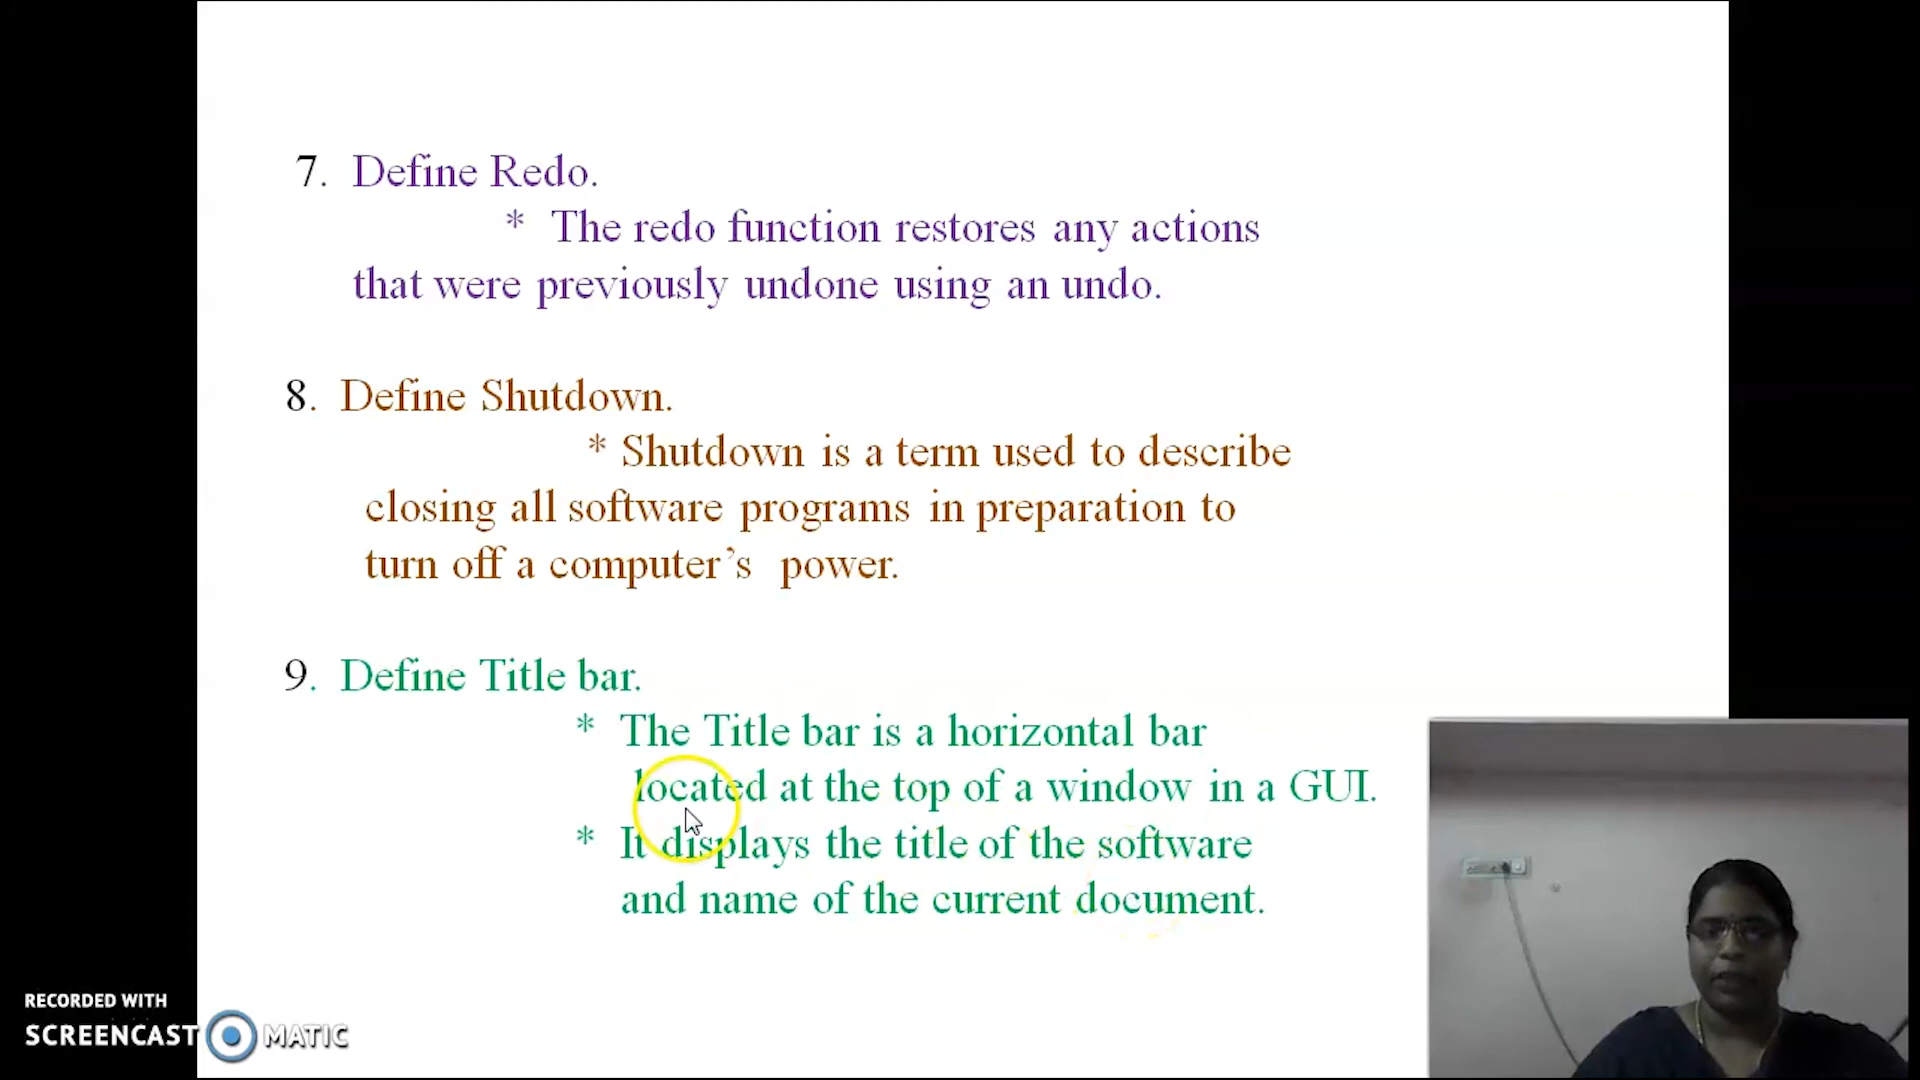 7. Define Redo.
* The redo function restores any actions
that were previously undone using an undo.
8. Define Shutdown.
* Shutdown is a term used to describe
closing all software programs in preparation to
turn off a computer’s power.
9. Define Title bar.
* The Title bar is a horizontal bar
located at the top of a window in a GUI.
* It displays the title of the software
and name of the current document.
RECORDED WITH
SCREENCAST MATIC